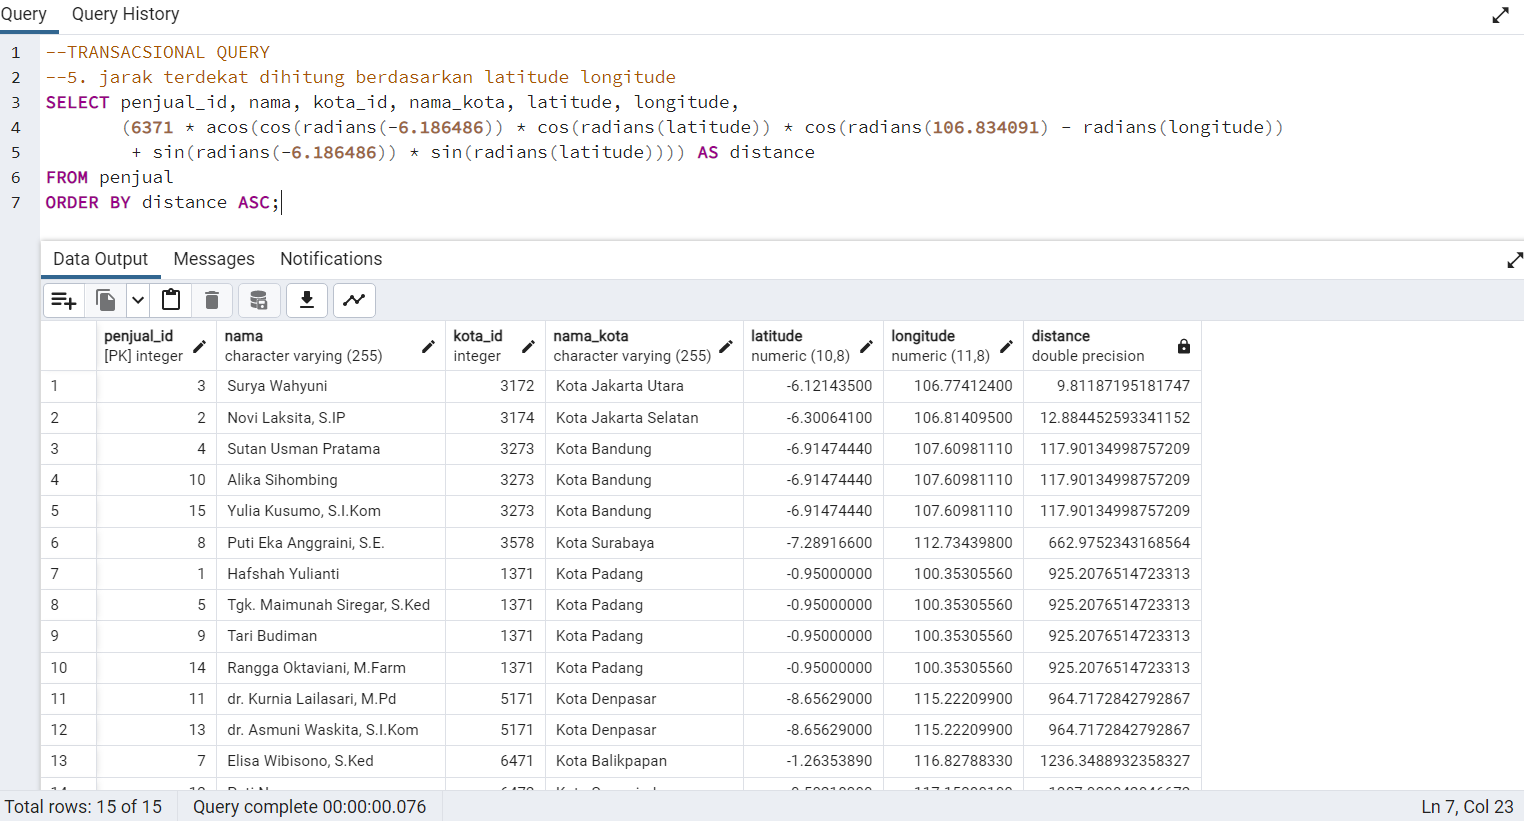 Query Query History
1 --TRANSACSIONAL QUERY
2 --5. jarak terdekat dihitung berdasarkan latitude longitude
3 SELECT penjual_id, nama, kota_id, nama_kota, latitude, longitude,
4 (6371 * acos(cos(radians(-6.186486)) * cos(radians(latitude)) * cos(radians(106.834091) - radians(longitude))
5 + sin(radians(-6.186486)) * sin(radians(latitude)))) AS distance
6 FROM penjual
7 ORDER BY distance ASC;
Data Output Messages Notifications
penjual_id nama kota_id nama_kota latitude longitude distance
[PK] integer character varying (255) integer character varying (255) numeric (10,8) numeric (11,8) double precision
1 3 Surya Wahyuni 3172 Kota Jakarta Utara -6.12143500 106.77412400 9.81187195181747
2 2 Novi Laksita, S.IP 3174 Kota Jakarta Selatan -6.30064100 106.81409500 12.884452593341152
3 4 Sutan Usman Pratama 3273 Kota Bandung -6.91474440 107.60981110 117.90134998757209
4 10 Alika Sihombing 3273 Kota Bandung -6.91474440 107.60981110 117.90134998757209
5 15 Yulia Kusumo, S.I.Kom 3273 Kota Bandung -6.91474440 107.60981110 117.90134998757209
6 8 Puti Eka Anggraini, S.E. 3578 Kota Surabaya -7.28916600 112.73439800 662.9752343168564
7 1 Hafshah Yulianti 1371 Kota Padang -0.95000000 100.35305560 925.2076514723313
8 5 Tgk. Maimunah Siregar, S.Ked 1371 Kota Padang -0.95000000 100.35305560 925.2076514723313
9 9 Tari Budiman 1371 Kota Padang -0.95000000 100.35305560 925.2076514723313
10 14 Rangga Oktaviani, M.Farm 1371 Kota Padang -0.95000000 100.35305560 925.2076514723313
11 11 dr. Kurnia Lailasari, M.Pd 5171 Kota Denpasar -8.65629000 115.22209900 964.7172842792867
12 13 dr. Asmuni Waskita, S.I.Kom 5171 Kota Denpasar -8.65629000 115.22209900 964.7172842792867
13 7 Elisa Wibisono, S.Ked 6471 Kota Balikpapan -1.26353890 116.82788330 1236.3488932358327
Total rows: 15 of 15 Query complete 00:00:00.076 Ln 7, Col 23